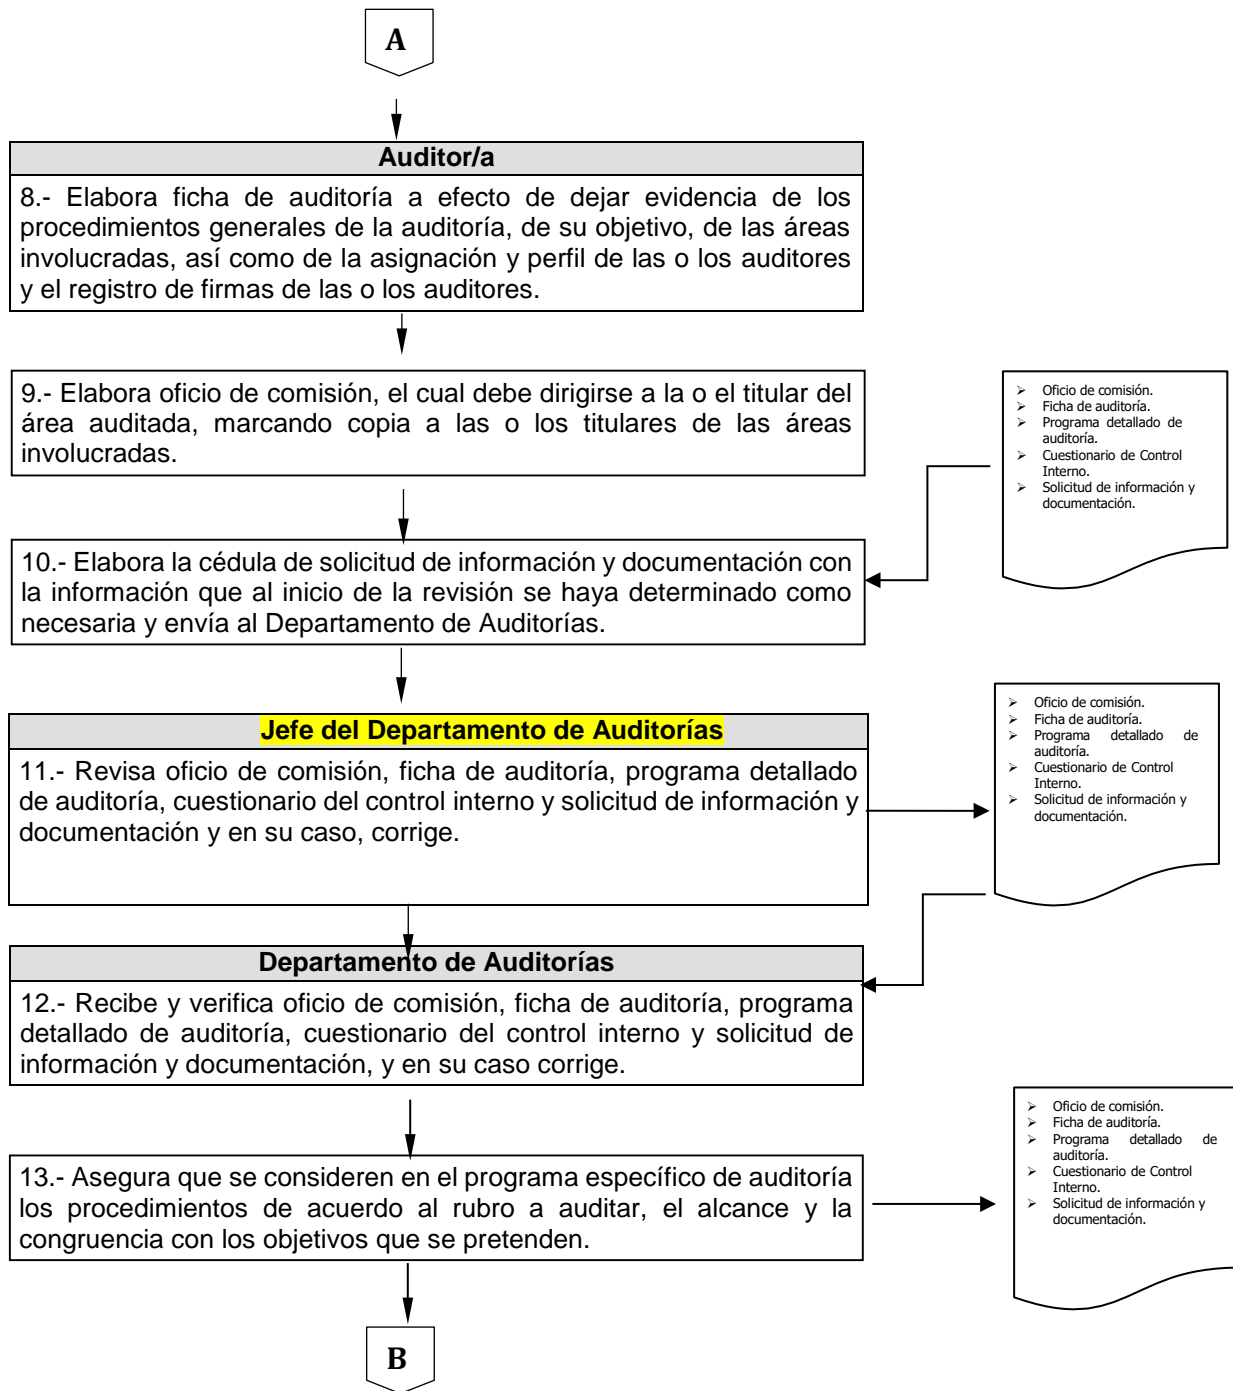 A
Auditor/a
8.- Elabora ficha de auditoría a efecto de dejar evidencia de los
procedimientos generales de la auditoría, de su objetivo, de las áreas
involucradas, así como de la asignación y perfil de las o los auditores
y el registro de firmas de las o los auditores.
9.- Elabora oficio de comisión, el cual debe dirigirse a la o el titular del
área auditada, marcando copia a las o los titulares de las áreas
involucradas.
➢ Oficio de comisión.
➢ Ficha de auditoría.
➢ Programa detallado de
auditoría.
➢ Cuestionario de Control
Interno.
➢ Solicitud de información y
documentación.
10.- Elabora la cédula de solicitud de información y documentación con
la información que al inicio de la revisión se haya determinado como
necesaria y envía al Departamento de Auditorías.
Jefe del Departamento de Auditorías
11.- Revisa oficio de comisión, ficha de auditoría, programa detallado
de auditoría, cuestionario del control interno y solicitud de información y
documentación y en su caso, corrige.
➢ Oficio de comisión.
➢ Ficha de auditoría.
➢ Programa detallado de
auditoría.
➢ Cuestionario de Control
Interno.
➢ Solicitud de información y
documentación.
Departamento de Auditorías
12.- Recibe y verifica oficio de comisión, ficha de auditoría, programa
detallado de auditoría, cuestionario del control interno y solicitud de
información y documentación, y en su caso corrige.
13.- Asegura que se consideren en el programa específico de auditoría
los procedimientos de acuerdo al rubro a auditar, el alcance y la
congruencia con los objetivos que se pretenden.
➢ Oficio de comisión.
➢ Ficha de auditoría.
➢ Programa detallado de
auditoría.
➢ Cuestionario de Control
Interno.
➢ Solicitud de información y
documentación.
B